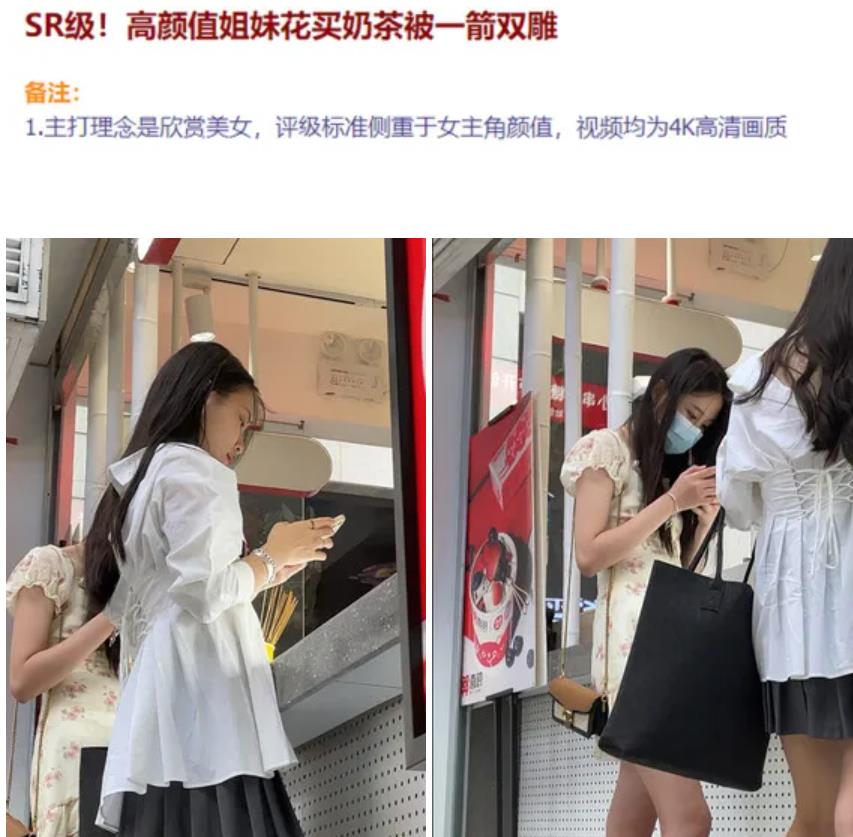 SR级！高颜值姐妹花买奶茶被一箭双雕
备注：
1.主打理念是欣赏美女，评级标准侧重于女主角颜值，视频均为4K高清画质